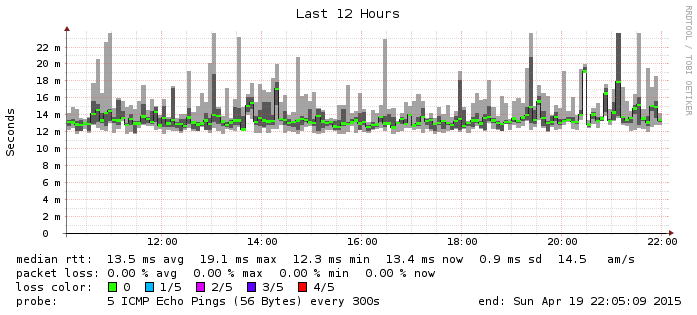 Last 12 Hours
RRDTOOL / TOBI OETIKER
Seconds
22 m
20 m
18 m
16 m
14 m
12 m
10 m
8 m
6 m
4 m
2 m
0
12:00 14:00 16:00 18:00 20:00 22:00
median rtt: 13.5 ms avg 19.1 ms max 12.3 ms min 13.4 ms now 0.9 ms sd 14.5 am/s
packet loss: 0.00 % avg 0.00 % max 0.00 % min 0.00 % now
loss color: 0 1/5 2/5 3/5 4/5
probe: 5 ICMP Echo Pings (56 Bytes) every 300s end: Sun Apr 19 22:05:09 2015